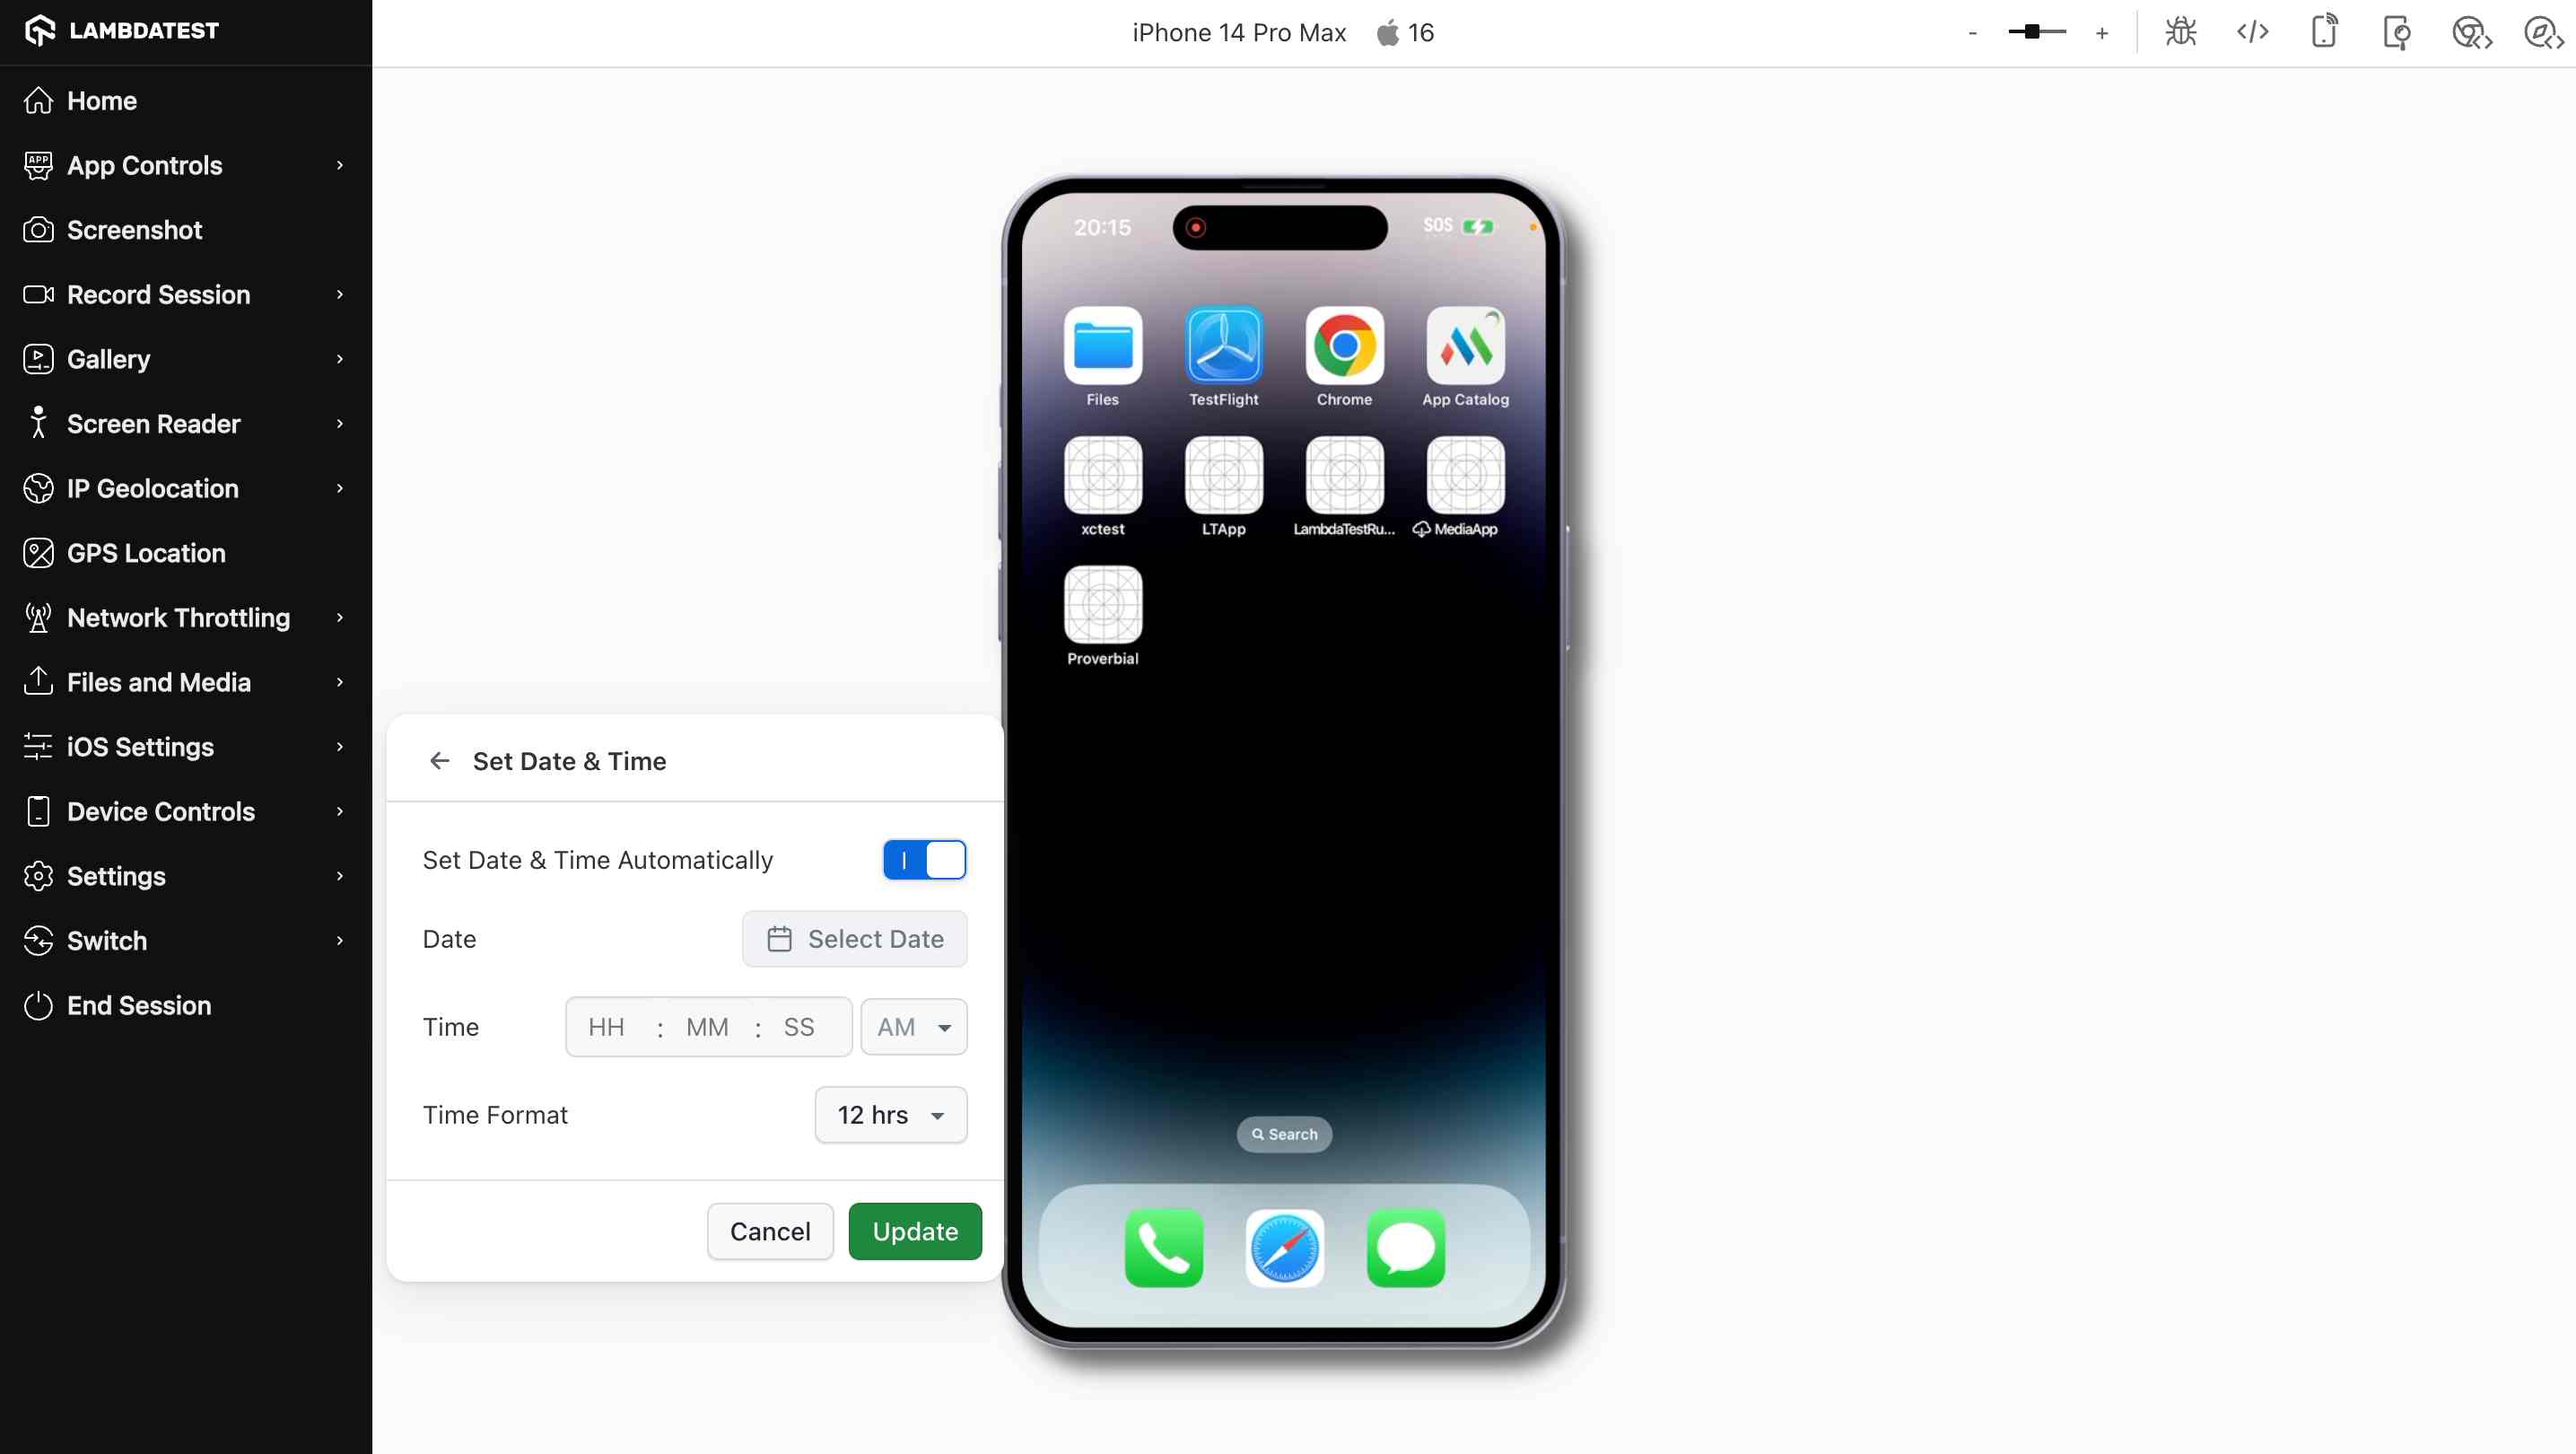 LAMBDATEST
Home
App Controls
Screenshot
Record Session
Gallery
Screen Reader
IP Geolocation
GPS Location
Network Throttling
Files and Media
iOS Settings
Device Controls
Settings
Switch
End Session
iPhone 14 Pro Max 16
- +
20:15 SOS
Files TestFlight Chrome App Catalog
xctest LTApp LambdaTestRu... MediaApp
Proverbial
Search
Set Date & Time
Set Date & Time Automatically
Date Select Date
Time HH : MM : SS AM
Time Format 12 hrs
Cancel Update